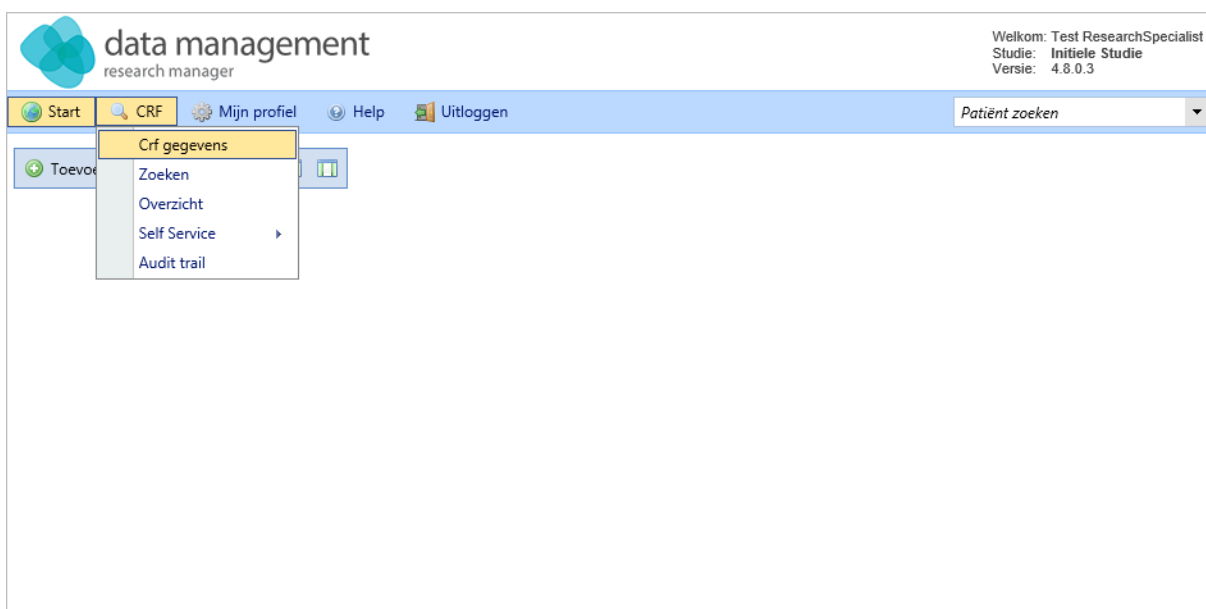 data management
research manager
Welkom: Test ResearchSpecialist
Studie: Initiele Studie
Versie: 4.8.0.3
Start CRF Mijn profiel Help Uitloggen
Patiënt zoeken
Crf gegevens
Zoeken
Overzicht
Self Service
Audit trail